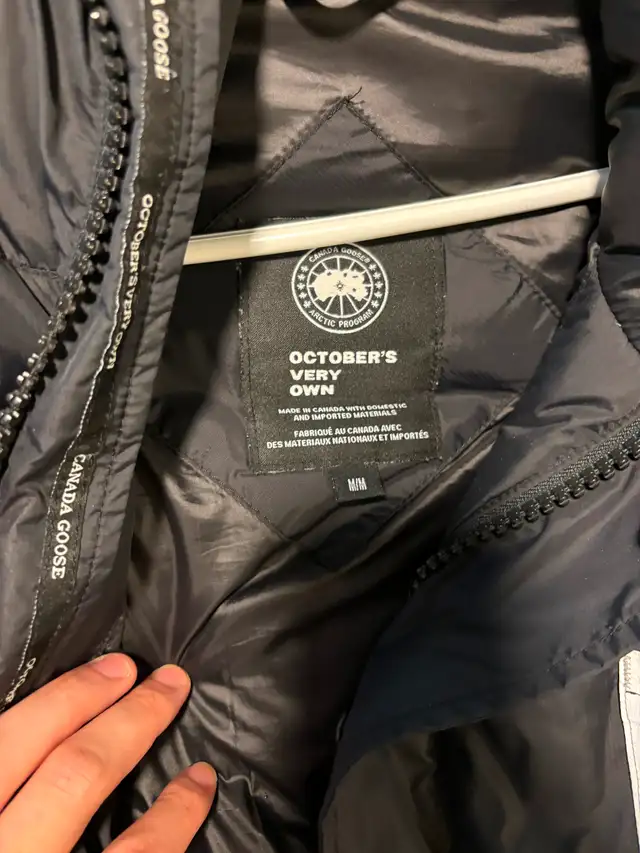 CANADA GOOSE
OCTOBER'S VERY OWN
CANADA GOOSE
CANADA GOOSE®
ARCTIC PROGRAM
OCTOBER'S
VERY
OWN
MADE IN CANADA WITH DOMESTIC
AND IMPORTED MATERIALS
FABRIQUÉ AU CANADA AVEC
DES MATERIAUX NATIONAUX ET IMPORTÉS
M/M